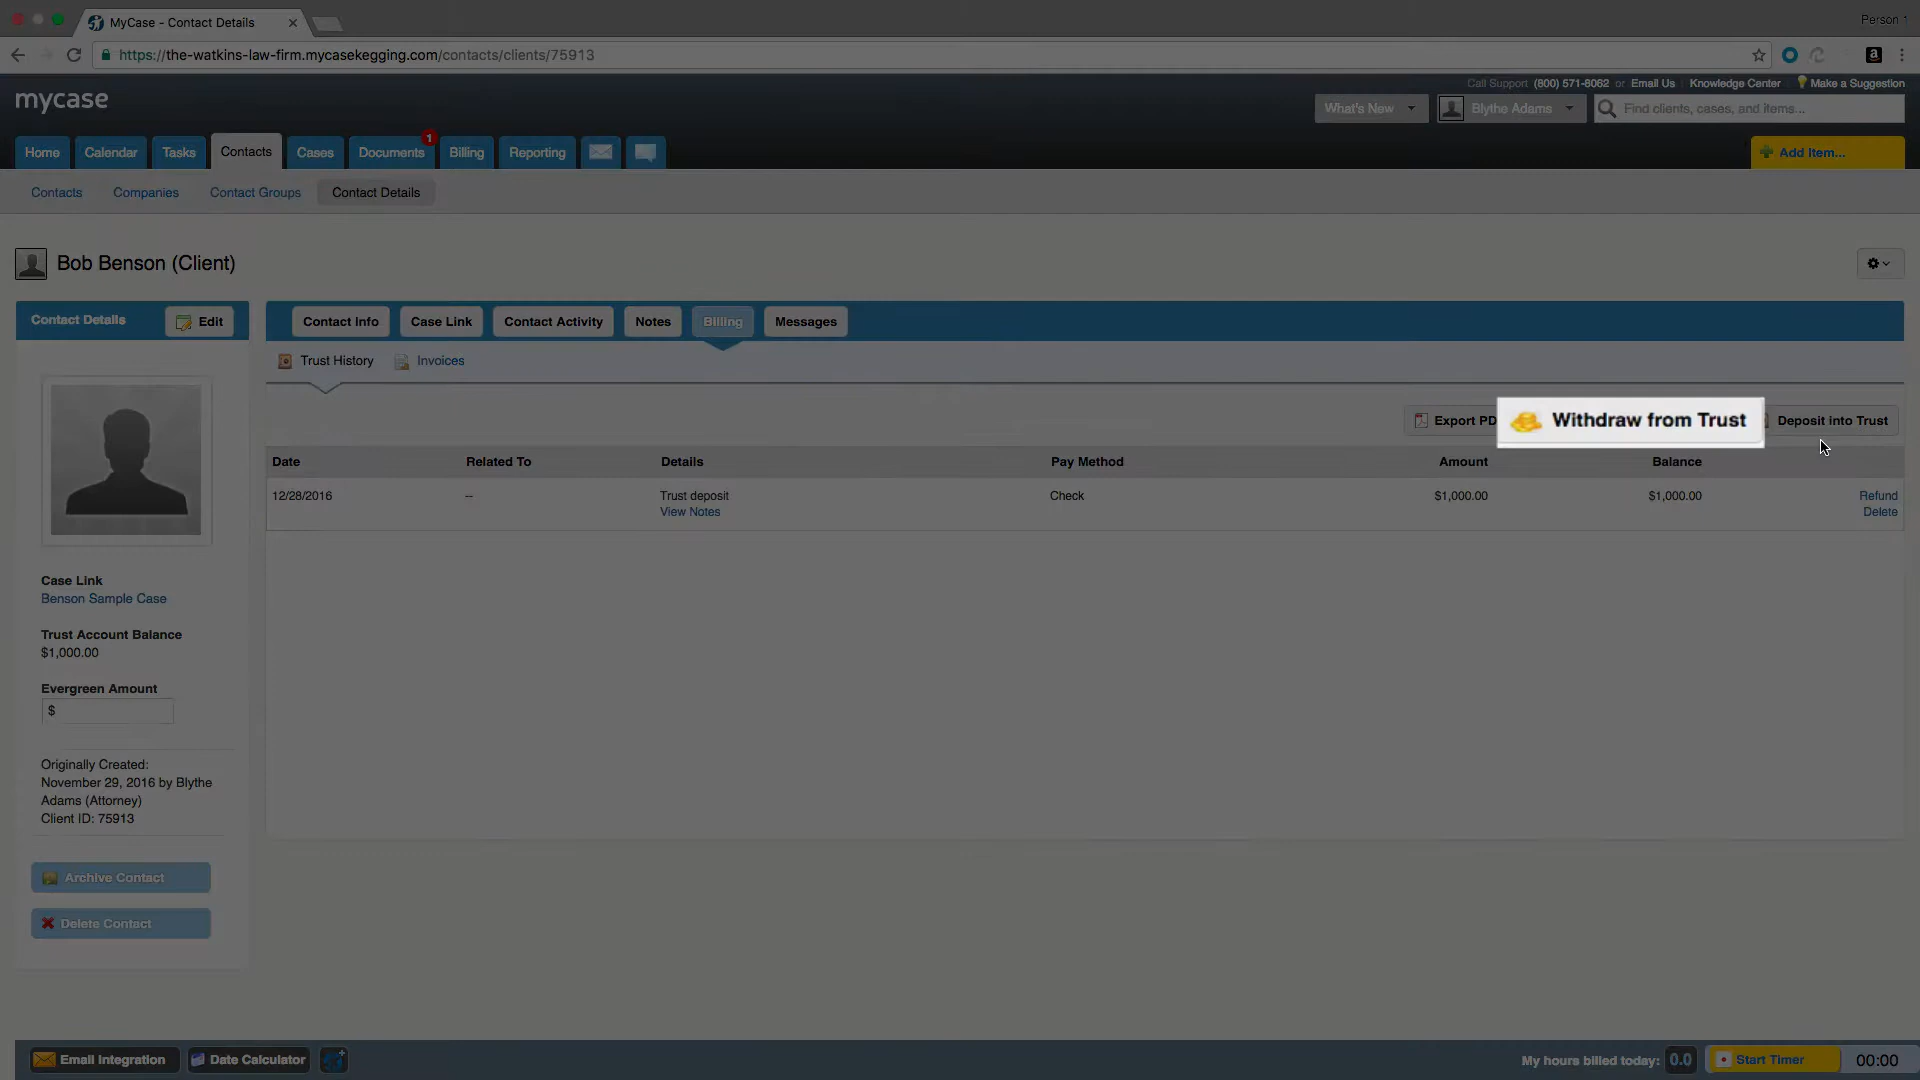 MyCase - Contact Details
Person 1
https://the-watkins-law-firm.mycasekegging.com/contacts/clients/75913
Call Support (800) 571-8062 or Email Us Knowledge Center Make a Suggestion
mycase
What's New
Blythe Adams
Find clients, cases, and items...
Home
Calendar
Tasks
Contacts
Cases
Documents
1
Billing
Reporting
Add Item...
Contacts
Companies
Contact Groups
Contact Details
Bob Benson (Client)
Contact Details
Edit
Contact Info
Case Link
Contact Activity
Notes
Billing
Messages
Trust History
Invoices
Export PD
Withdraw from Trust
Deposit into Trust
Date Related To Details Pay Method Amount Balance
12/28/2016 -- Trust deposit Check $1,000.00 $1,000.00 Refund
View Notes Delete
Case Link
Benson Sample Case
Trust Account Balance
$1,000.00
Evergreen Amount
$
Originally Created:
November 29, 2016 by Blythe
Adams (Attorney)
Client ID: 75913
Archive Contact
Delete Contact
Email Integration
Date Calculator
My hours billed today: 0.0
Start Timer
00:00